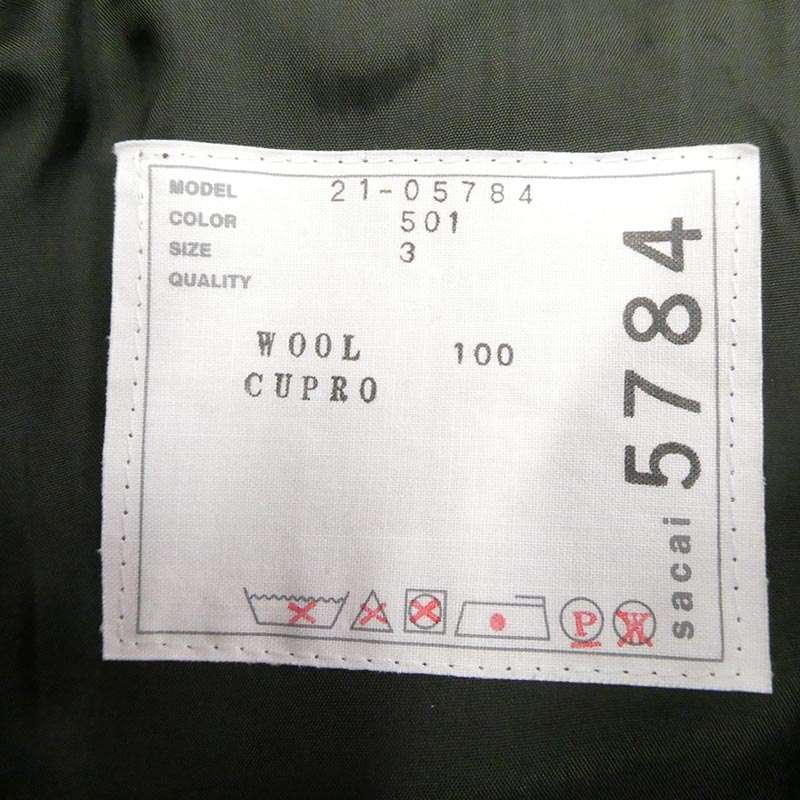 MODEL 21-05784
COLOR 501
SIZE 3
QUALITY
WOOL 100
CUPRO
P W
sacai 5784